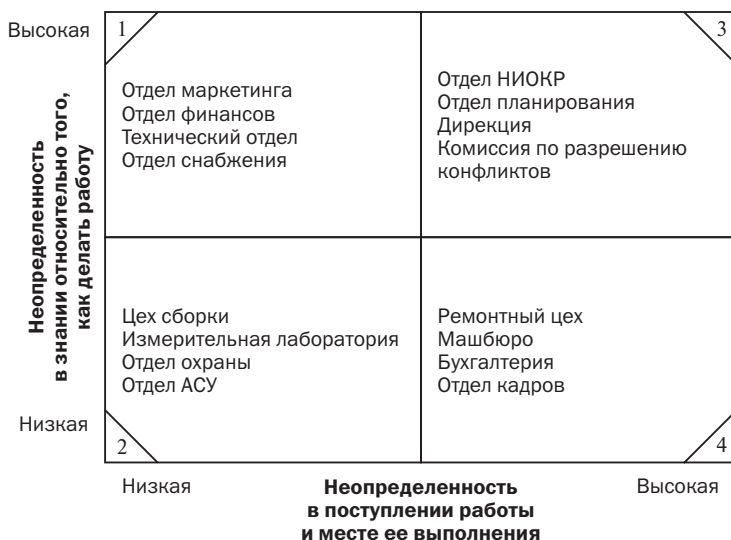 Высокая
1
3
Отдел маркетинга
Отдел финансов
Технический отдел
Отдел снабжения
Отдел НИОКР
Отдел планирования
Дирекция
Комиссия по разрешению
конфликтов
Неопределенность
в знании относительно того,
как делать работу
Цех сборки
Измерительная лаборатория
Отдел охраны
Отдел АСУ
Ремонтный цех
Машбюро
Бухгалтерия
Отдел кадров
Низкая
2
4
Низкая
Неопределенность
в поступлении работы
и месте ее выполнения
Высокая